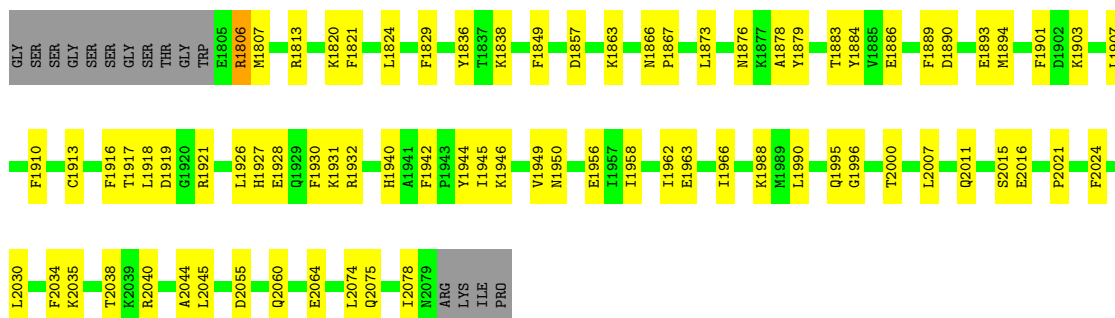 GLY SER SER GLY SER SER GLY SER THR GLY TRP E1805 R1806 M1807 R1813 K1820 F1821 L1824 F1829 Y1836 T1837 K1838 F1849 D1857 K1863 N1866 P1867 L1873 N1876 K1877 A1878 Y1879 T1883 Y1884 V1885 E1886 F1889 D1890 E1893 M1894 F1901 D1902 K1903 L1907
F1910 C1913 F1916 T1917 L1918 D1919 G1920 R1921 L1926 H1927 E1928 Q1929 F1930 K1931 R1932 H1940 A1941 F1942 P1943 Y1944 I1945 K1946 V1949 N1950 E1956 I1957 I1958 I1962 E1963 I1966 K1988 M1989 L1990 Q1995 G1996 T2000 L2007 Q2011 S2015 E2016 P2021 F2024
L2030 F2034 K2035 T2038 K2039 R2040 A2044 L2045 D2055 Q2060 E2064 L2074 Q2075 I2078 N2079 ARG LYS ILE PRO